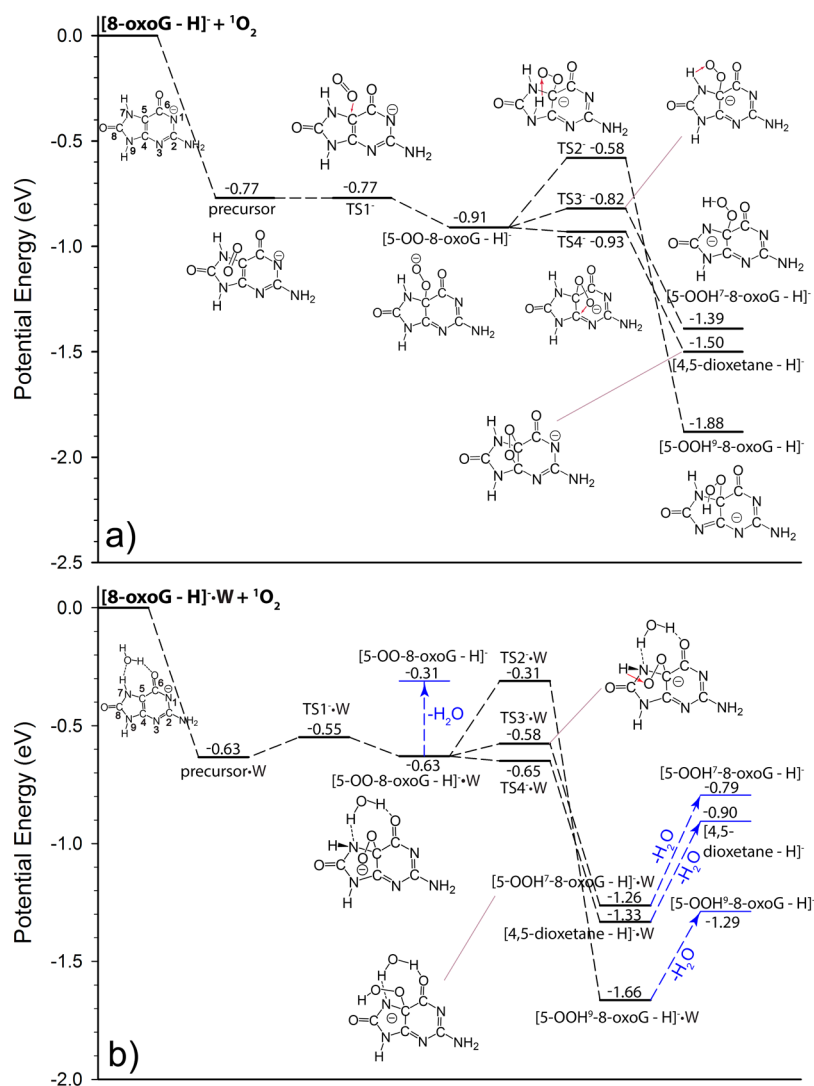 [8-oxoG - H]⁻ + ¹O₂
Potential Energy (eV)
0.0
-0.5
-1.0
-1.5
-2.0
-2.5
-0.77
precursor
-0.77
TS1⁻
-0.91
[5-OO-8-oxoG - H]⁻
TS2⁻ -0.58
TS3⁻ -0.82
TS4⁻ -0.93
[5-OOH⁷-8-oxoG - H]⁻
-1.39
-1.50
[4,5-dioxetane - H]⁻
-1.88
[5-OOH⁹-8-oxoG - H]⁻
a)
[8-oxoG - H]⁻·W + ¹O₂
Potential Energy (eV)
0.0
-0.5
-1.0
-1.5
-2.0
-0.63
precursor•W
TS1⁻•W
-0.55
[5-OO-8-oxoG - H]⁻
-0.31
-H₂O
-0.63
[5-OO-8-oxoG - H]⁻•W
TS2⁻•W
-0.31
TS3⁻•W
-0.58
-0.65
TS4⁻•W
[5-OOH⁷-8-oxoG - H]⁻
-0.79
-0.90
[4,5-
dioxetane - H]⁻
-H₂O
-H₂O
[5-OOH⁷-8-oxoG - H]⁻•W
-1.26
-1.33
[4,5-dioxetane - H]⁻•W
[5-OOH⁹-8-oxoG - H]⁻
-1.29
-H₂O
-1.66
[5-OOH⁹-8-oxoG - H]⁻•W
b)